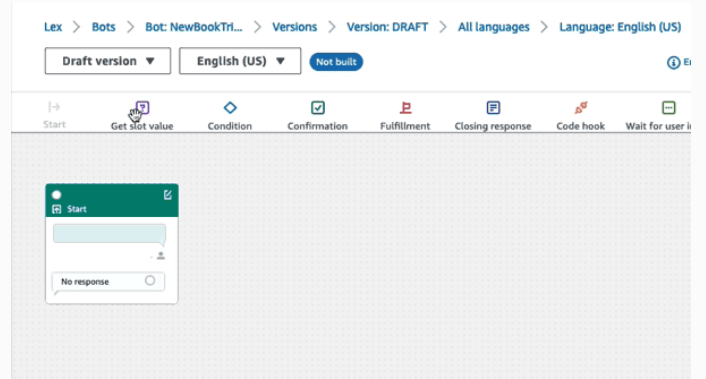 Lex > Bots > Bot: NewBookTri... > Versions > Version: DRAFT > All languages > Language: English (US)
Draft version ▼ English (US) ▼ Not built
Start Get slot value Condition Confirmation Fulfillment Closing response Code hook Wait for user
Start
No response